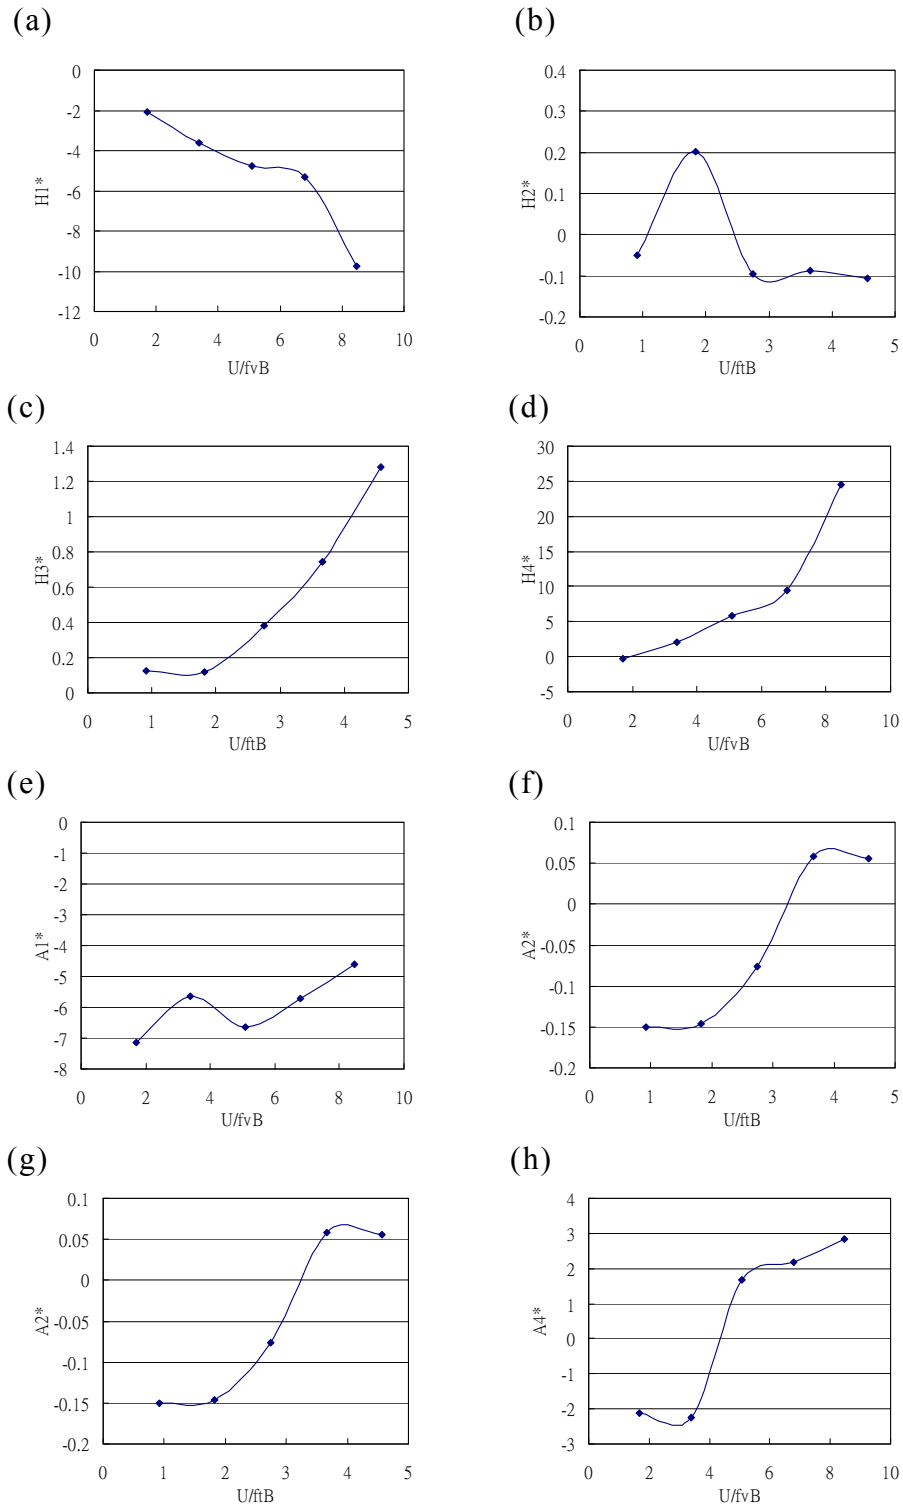 (a)
0
-2
-4
-6
-8
-10
-12
H1*
0 2 4 6 8 10
U/fvB
(b)
0.4
0.3
0.2
0.1
0
-0.1
-0.2
H2*
0 1 2 3 4 5
U/ftB
(c)
1.4
1.2
1
0.8
0.6
0.4
0.2
0
H3*
0 1 2 3 4 5
U/ftB
(d)
30
25
20
15
10
5
0
-5
H4*
0 2 4 6 8 10
U/fvB
(e)
0
-1
-2
-3
-4
-5
-6
-7
-8
A1*
0 2 4 6 8 10
U/fvB
(f)
0.1
0.05
0
-0.05
-0.1
-0.15
-0.2
A2*
0 1 2 3 4 5
U/ftB
(g)
0.1
0.05
0
-0.05
-0.1
-0.15
-0.2
A2*
0 1 2 3 4 5
U/ftB
(h)
4
3
2
1
0
-1
-2
-3
A4*
0 2 4 6 8 10
U/fvB